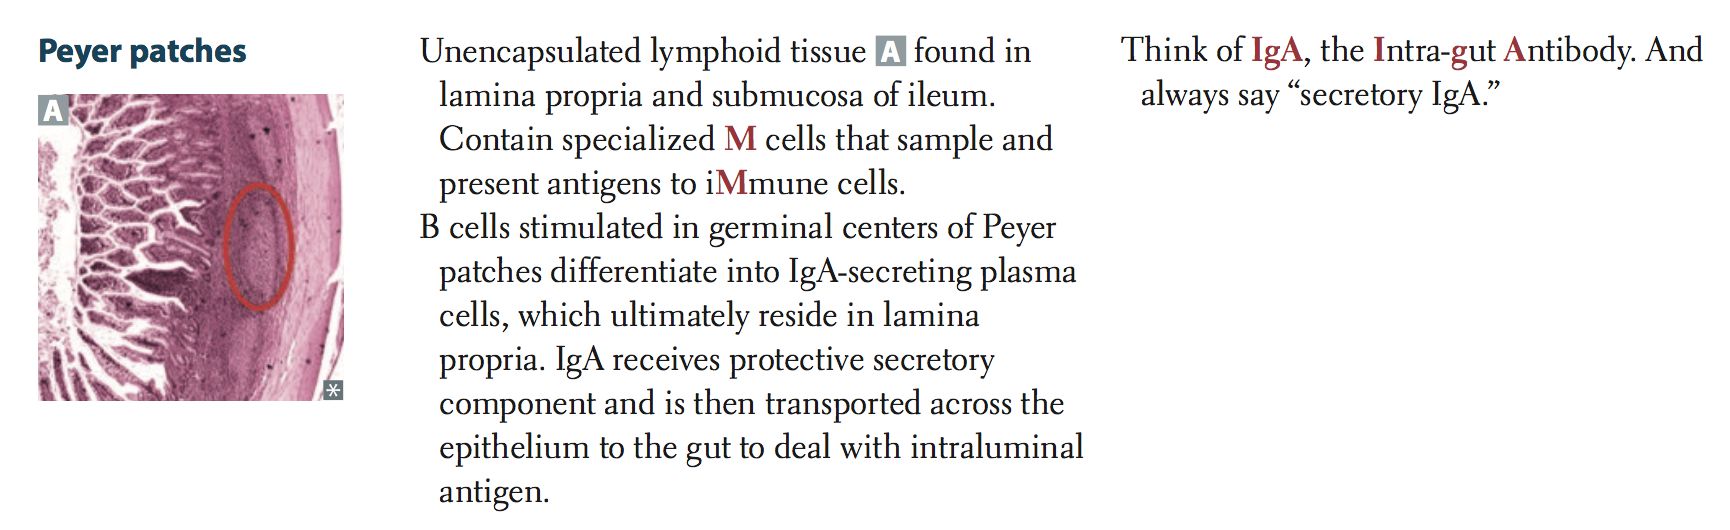 Peyer patches
A
*
Unencapsulated lymphoid tissue A found in
lamina propria and submucosa of ileum.
Contain specialized M cells that sample and
present antigens to iMmune cells.
B cells stimulated in germinal centers of Peyer
patches differentiate into IgA-secreting plasma
cells, which ultimately reside in lamina
propria. IgA receives protective secretory
component and is then transported across the
epithelium to the gut to deal with intraluminal
antigen.
Think of IgA, the Intra-gut Antibody. And
always say “secretory IgA.”